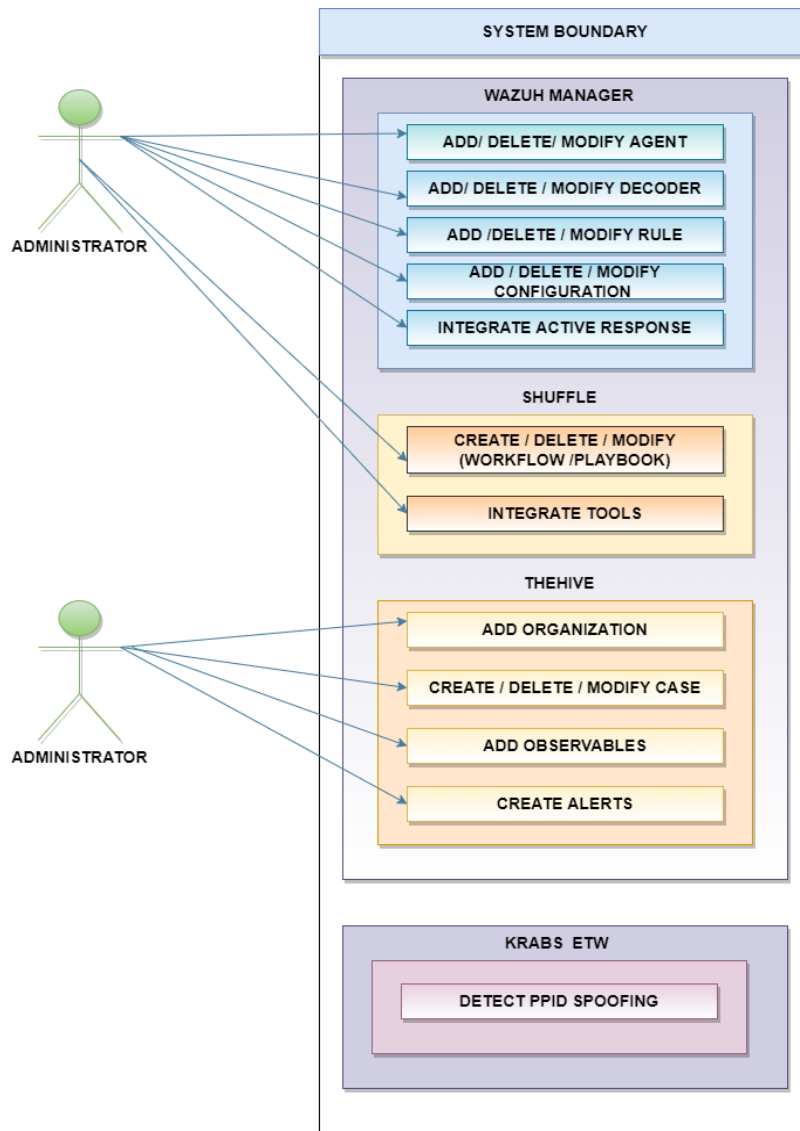 SYSTEM BOUNDARY
WAZUH MANAGER
ADD/ DELETE/ MODIFY AGENT
ADD/ DELETE / MODIFY DECODER
ADD /DELETE / MODIFY RULE
ADD / DELETE / MODIFY
CONFIGURATION
INTEGRATE ACTIVE RESPONSE
ADMINISTRATOR
SHUFFLE
CREATE / DELETE / MODIFY
(WORKFLOW /PLAYBOOK)
INTEGRATE TOOLS
THEHIVE
ADD ORGANIZATION
CREATE / DELETE / MODIFY CASE
ADD OBSERVABLES
CREATE ALERTS
ADMINISTRATOR
KRABS ETW
DETECT PPID SPOOFING